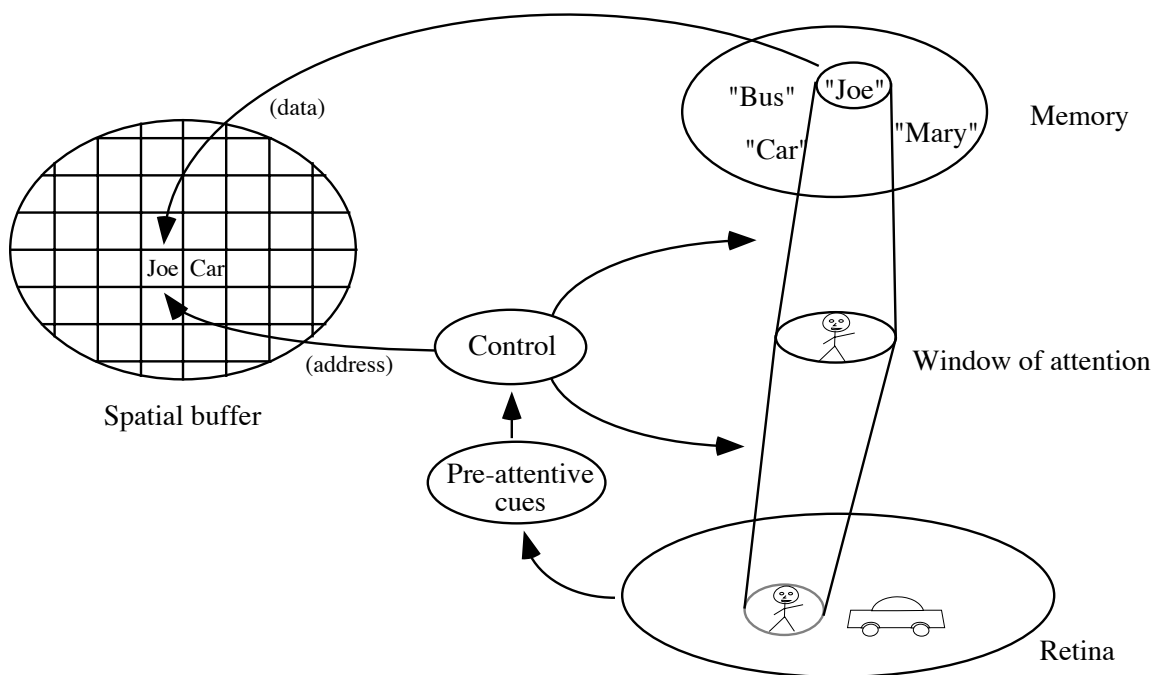 (data)
"Bus"
"Joe"
Memory
"Car"
"Mary"
Joe
Car
Control
(address)
Window of attention
Spatial buffer
Pre-attentive
cues
Retina